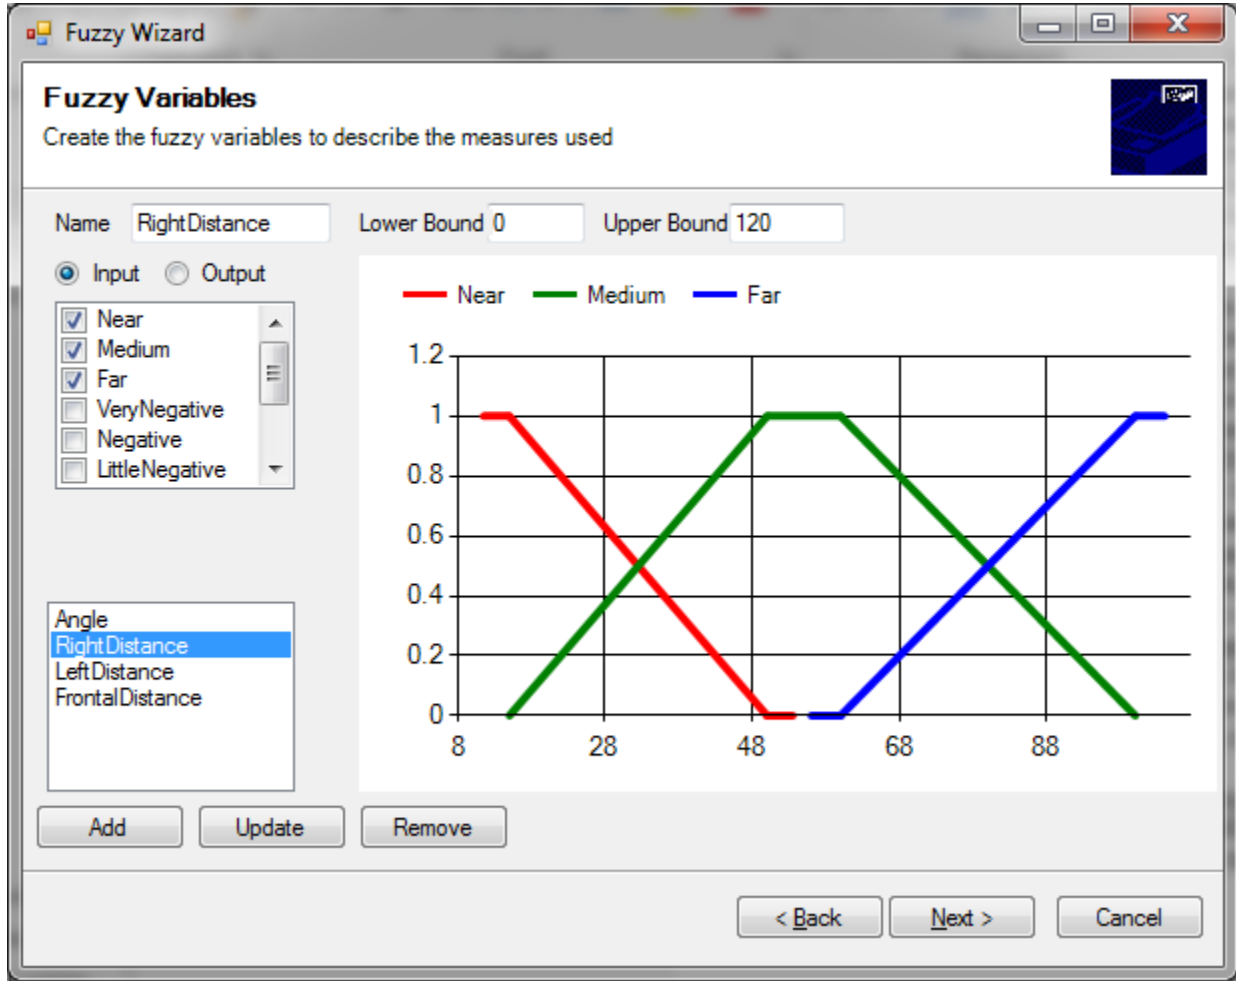 Fuzzy Wizard
Fuzzy Variables
Create the fuzzy variables to describe the measures used
Name RightDistance Lower Bound 0 Upper Bound 120
Input Output
Near
Medium
Far
VeryNegative
Negative
LittleNegative
Near Medium Far
1.2
1
0.8
0.6
0.4
0.2
0
8 28 48 68 88
Angle
RightDistance
LeftDistance
FrontalDistance
Add Update Remove
< Back Next > Cancel